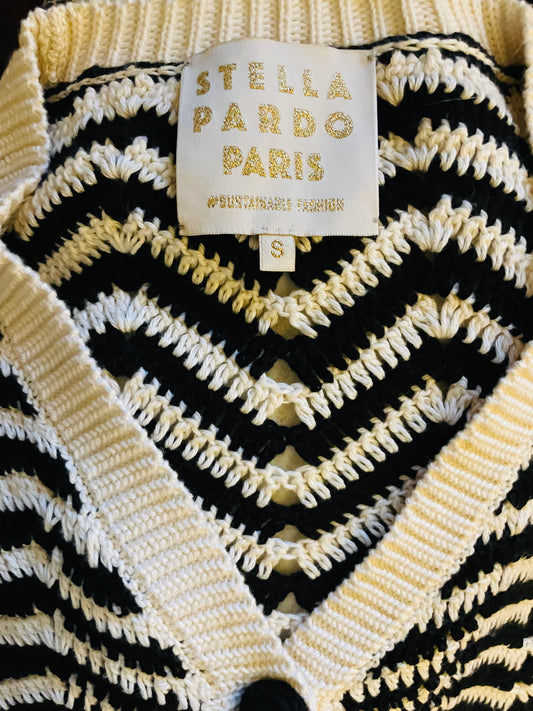 STELLA
PARDO
PARIS
#SUSTAINABLE FASHION
S